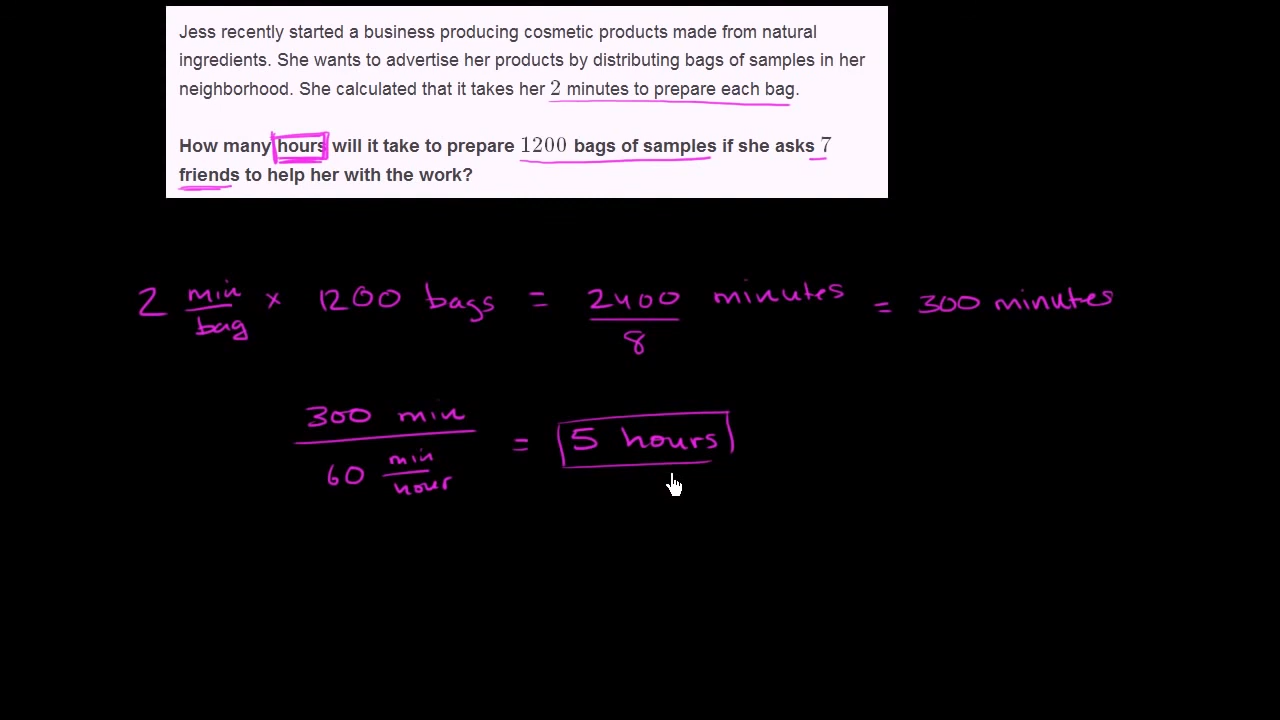 Jess recently started a business producing cosmetic products made from natural
ingredients. She wants to advertise her products by distributing bags of samples in her
neighborhood. She calculated that it takes her 2 minutes to prepare each bag.
How many hours will it take to prepare 1200 bags of samples if she asks 7
friends to help her with the work?
2 min/bag × 1200 bags = 2400/8 minutes = 300 minutes
300 min / 60 min/hour = 5 hours